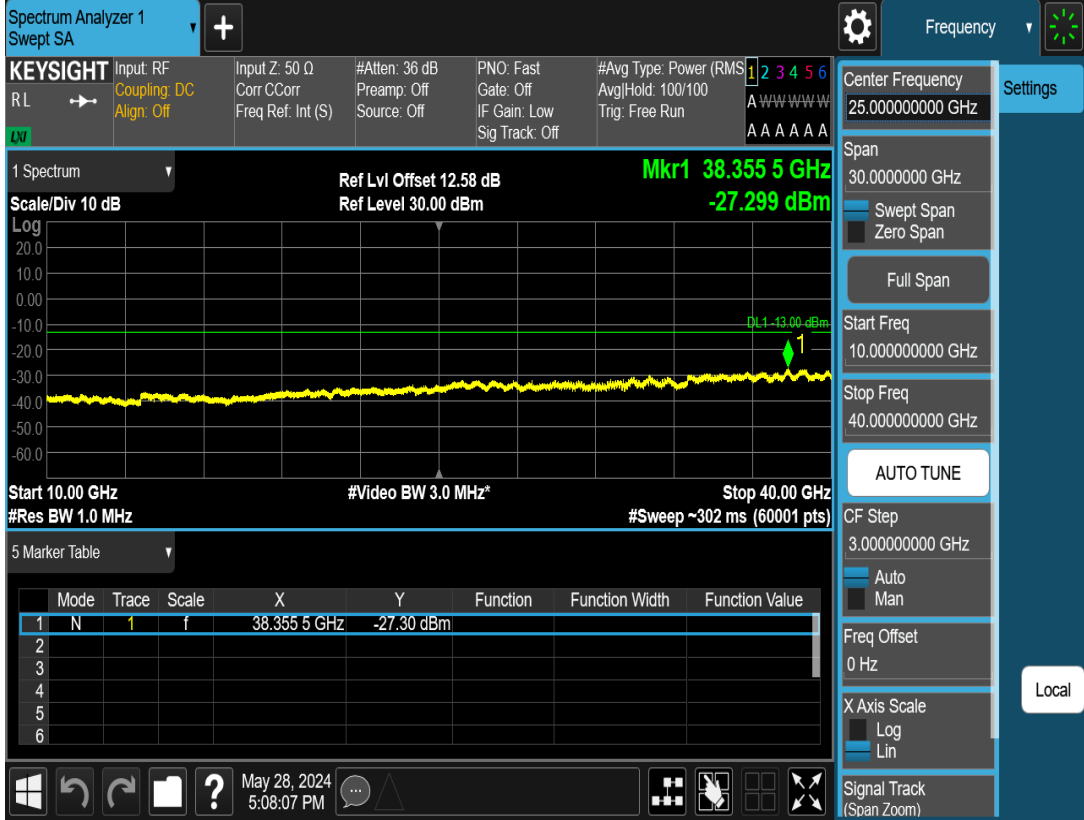 Spectrum Analyzer 1
Swept SA
+
Frequency
KEYSIGHT
R L
LXI
Input: RF
Coupling: DC
Align: Off
Input Z: 50 Ω
Corr CCorr
Freq Ref: Int (S)
#Atten: 36 dB
Preamp: Off
Source: Off
PNO: Fast
Gate: Off
IF Gain: Low
Sig Track: Off
#Avg Type: Power (RMS
Avg|Hold: 100/100
Trig: Free Run
1 2 3 4 5 6
A W W W W W
A A A A A A
1 Spectrum
Scale/Div 10 dB
Ref Lvl Offset 12.58 dB
Ref Level 30.00 dBm
Mkr1 38.355 5 GHz
-27.299 dBm
Log
20.0
10.0
0.00
-10.0
-20.0
-30.0
-40.0
-50.0
-60.0
DL1 -13.00 dBm
1
Start 10.00 GHz
#Video BW 3.0 MHz*
Stop 40.00 GHz
#Res BW 1.0 MHz
#Sweep ~302 ms (60001 pts)
5 Marker Table
Mode Trace Scale X Y Function Function Width Function Value
1 N 1 f 38.355 5 GHz -27.30 dBm
2
3
4
5
6
?
May 28, 2024
5:08:07 PM
Center Frequency
25.000000000 GHz
Span
30.0000000 GHz
Swept Span
Zero Span
Full Span
Start Freq
10.000000000 GHz
Stop Freq
40.000000000 GHz
AUTO TUNE
CF Step
3.000000000 GHz
Auto
Man
Freq Offset
0 Hz
X Axis Scale
Log
Lin
Signal Track
(Span Zoom)
Settings
Local